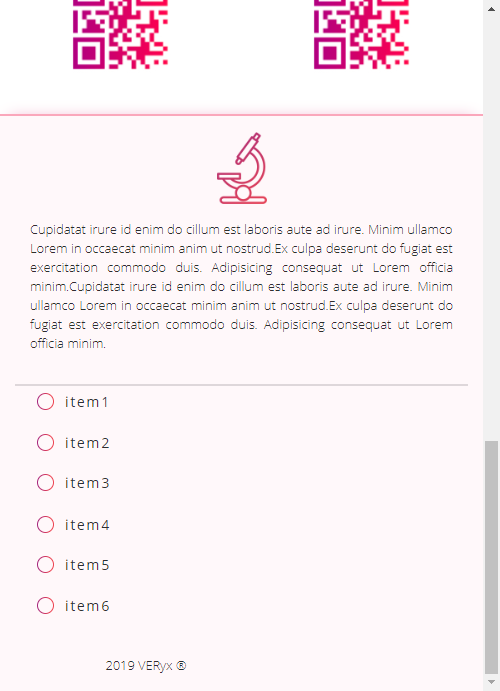 Cupidatat irure id enim do cillum est laboris aute ad irure. Minim ullamco
Lorem in occaecat minim anim ut nostrud.Ex culpa deserunt do fugiat est
exercitation commodo duis. Adipisicing consequat ut Lorem officia
minim.Cupidatat irure id enim do cillum est laboris aute ad irure. Minim
ullamco Lorem in occaecat minim anim ut nostrud.Ex culpa deserunt do
fugiat est exercitation commodo duis. Adipisicing consequat ut Lorem
officia minim.
item1
item2
item3
item4
item5
item6
2019 VERyx ®